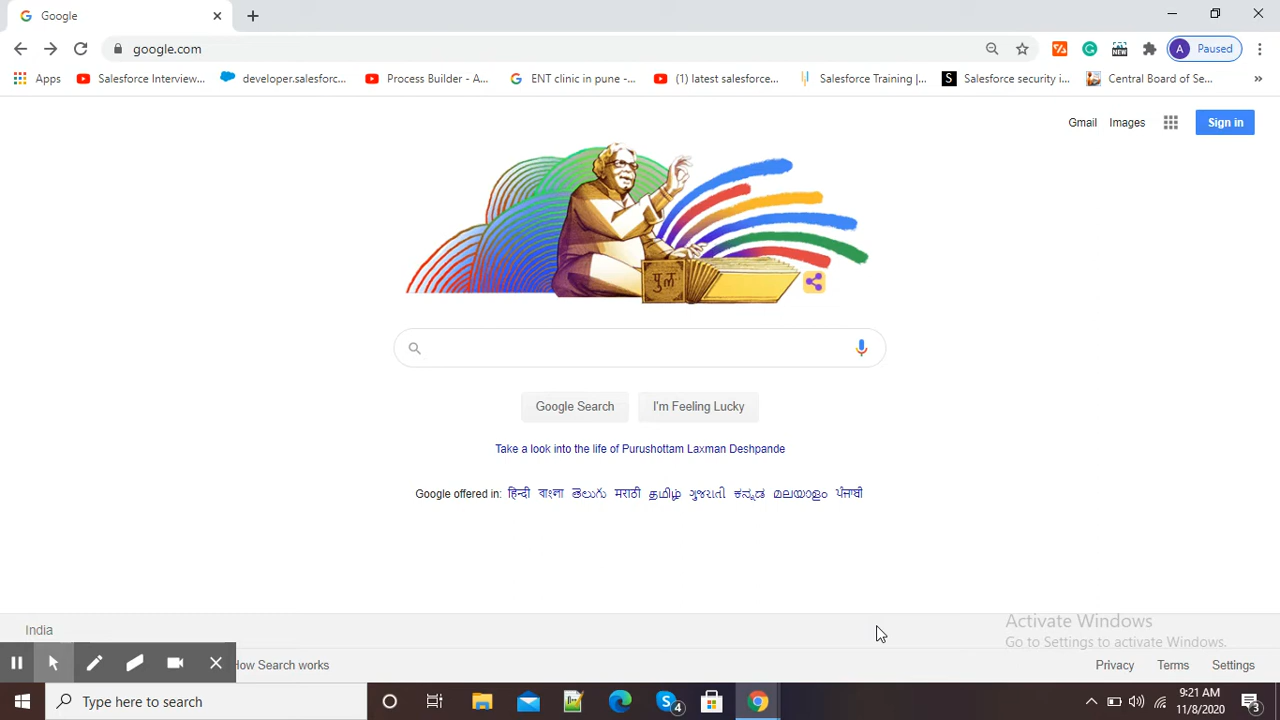 Google
google.com
A Paused
Apps Salesforce Interview... developer.salesforc... Process Builder - A... ENT clinic in pune -... (1) latest salesforce... Salesforce Training |... S Salesforce security i... Central Board of Se... »
Gmail Images Sign in
पु ल
Google Search I'm Feeling Lucky
Take a look into the life of Purushottam Laxman Deshpande
Google offered in: हिन्दी বাংলা తెలుగు मराठी தமிழ் ગુજરાતી ಕನ್ನಡ മലയാളം ਪੰਜਾਬੀ
India
Activate Windows
Go to Settings to activate Windows.
How Search works Privacy Terms Settings
Type here to search
S 4
9:21 AM
11/8/2020
3